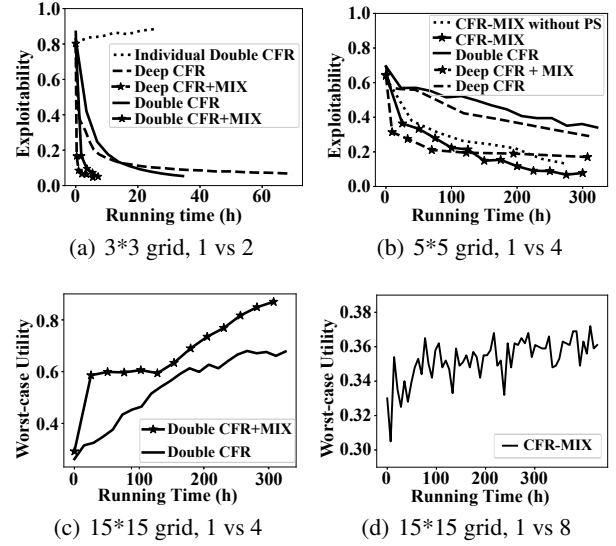 1.0
0.8
0.6
0.4
0.2
0.0
Exploitability
0 20 40 60
Running time (h)
Individual Double CFR
Deep CFR
Deep CFR+MIX
Double CFR
Double CFR+MIX
(a) 3*3 grid, 1 vs 2
1.0
0.8
0.6
0.4
0.2
0.0
Exploitability
0 100 200 300
Running Time (h)
CFR-MIX without PS
CFR-MIX
Double CFR
Deep CFR + MIX
Deep CFR
(b) 5*5 grid, 1 vs 4
0.8
0.6
0.4
Worst-case Utility
0 100 200 300
Running Time (h)
Double CFR+MIX
Double CFR
(c) 15*15 grid, 1 vs 4
0.38
0.36
0.34
0.32
0.30
Worst-case Utility
0 100 200 300 400
Running Time (h)
CFR-MIX
(d) 15*15 grid, 1 vs 8